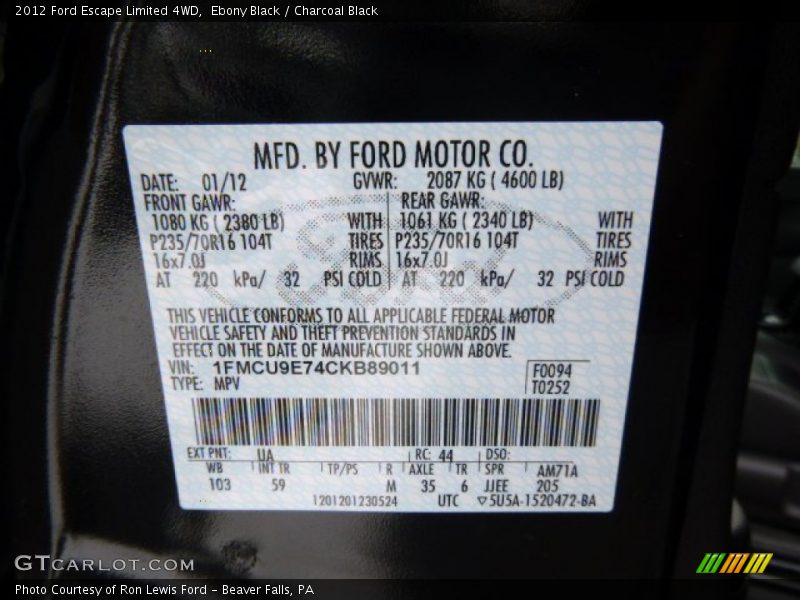 2012 Ford Escape Limited 4WD,  Ebony Black / Charcoal Black
MFD. BY FORD MOTOR CO.
DATE: 01/12 GVWR: 2087 KG ( 4600 LB)
FRONT GAWR: REAR GAWR:
1080 KG ( 2380 LB) WITH 1061 KG ( 2340 LB) WITH
P235/70R16 104T TIRES P235/70R16 104T TIRES
16x7.0J RIMS 16x7.0J RIMS
AT 220 kPa/ 32 PSI COLD AT 220 kPa/ 32 PSI COLD
THIS VEHICLE CONFORMS TO ALL APPLICABLE FEDERAL MOTOR
VEHICLE SAFETY AND THEFT PREVENTION STANDARDS IN
EFFECT ON THE DATE OF MANUFACTURE SHOWN ABOVE.
VIN: 1FMCU9E74CKB89011 F0094
TYPE: MPV T0252
EXT PNT: UA RC: 44 DSO:
WB INT TR TP/PS R AXLE TR SPR AM71A
103 59 M 35 6 JJEE 205
1201201230524 UTC ▽5U5A-1520472-BA
GTCARLOT.COM
Photo Courtesy of Ron Lewis Ford – Beaver Falls, PA